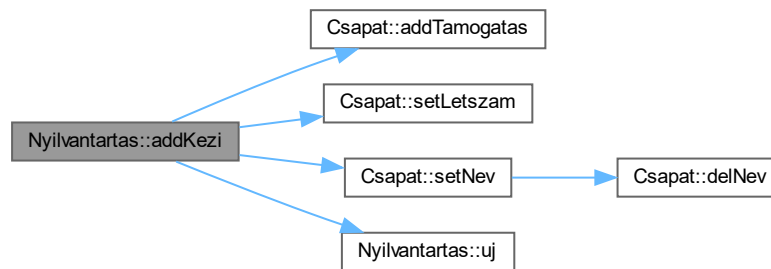 Csapat::addTamogatas
Csapat::setLetszam
Nyilvantartas::addKezi
Csapat::setNev
Csapat::delNev
Nyilvantartas::uj